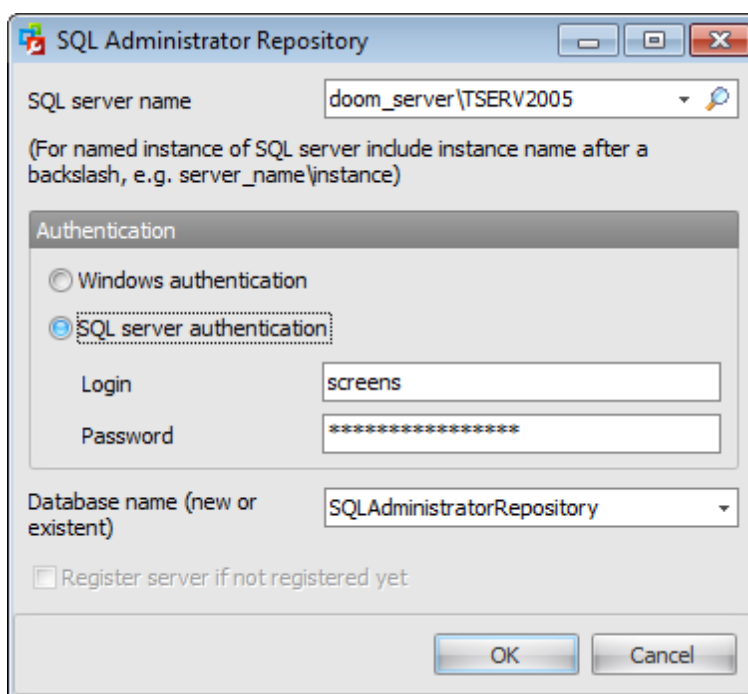 SQL Administrator Repository
SQL server name
doom_server\TSERV2005
(For named instance of SQL server include instance name after a
backslash, e.g. server_name\instance)
Authentication
Windows authentication
SQL server authentication
Login
screens
Password
****************
Database name (new or
existent)
SQLAdministratorRepository
Register server if not registered yet
OK
Cancel